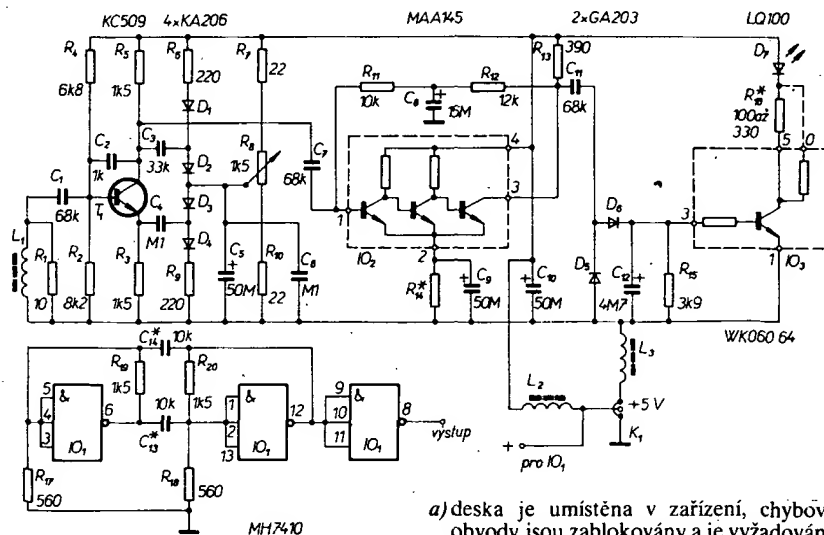 KC509 4xKA206 MAA145 2xGA203 LQ100
R4 6k8
R5 1k5
R6 220
R7 22
R13 390
C11 68k
D7
R16* 100až 330
R11 10k
C8 15M
R12 12k
C2 1k
C3 33k
D1
D2
D3
D4
R8 1k5
C7 68k
C1 68k
T1
C4 M1
L1
R1 10
R2 8k2
R3 1k5
R9 220
C5 50M
R10 22
C6 M1
1
4
3
2
IO2
R14*
C9 50M
C10 50M
D6
D5
C12 4M7
R15 3k9
5
0
3
1
IO3
WK060 64
C14* 10k
R19 1k5
R20 1k5
C13* 10k
5
4
3
&
6
IO1
1
2
13
&
12
IO1
9
10
11
&
8
IO1
výstup
R17 560
R18 560
MH7410
L2
L3
+5 V
K1
+
pro IO1
a) deska je umístěna v zařízení, chybov
obvody jsou zablokovány a je vyžadován